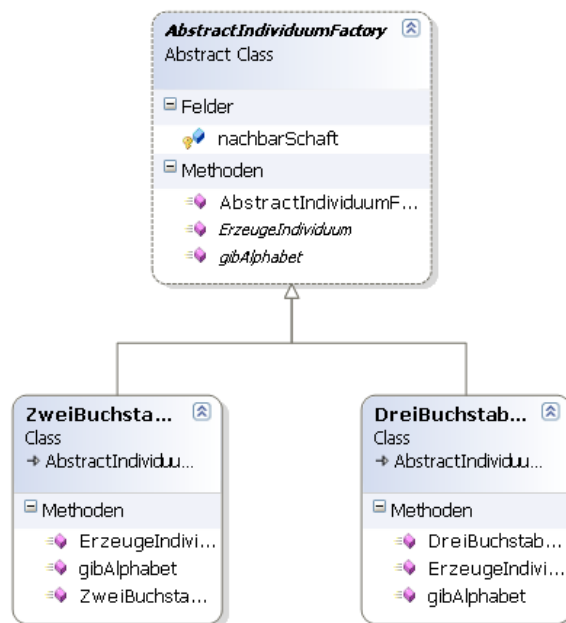 AbstractIndividuumFactory
Abstract Class
Felder
nachbarSchaft
Methoden
AbstractIndividuumF...
ErzeugeIndividuum
gibAlphabet
ZweiBuchsta...
Class
AbstractIndividuu...
Methoden
ErzeugeIndivi...
gibAlphabet
ZweiBuchsta...
DreiBuchstab...
Class
AbstractIndividuu...
Methoden
DreiBuchstab...
ErzeugeIndivi...
gibAlphabet